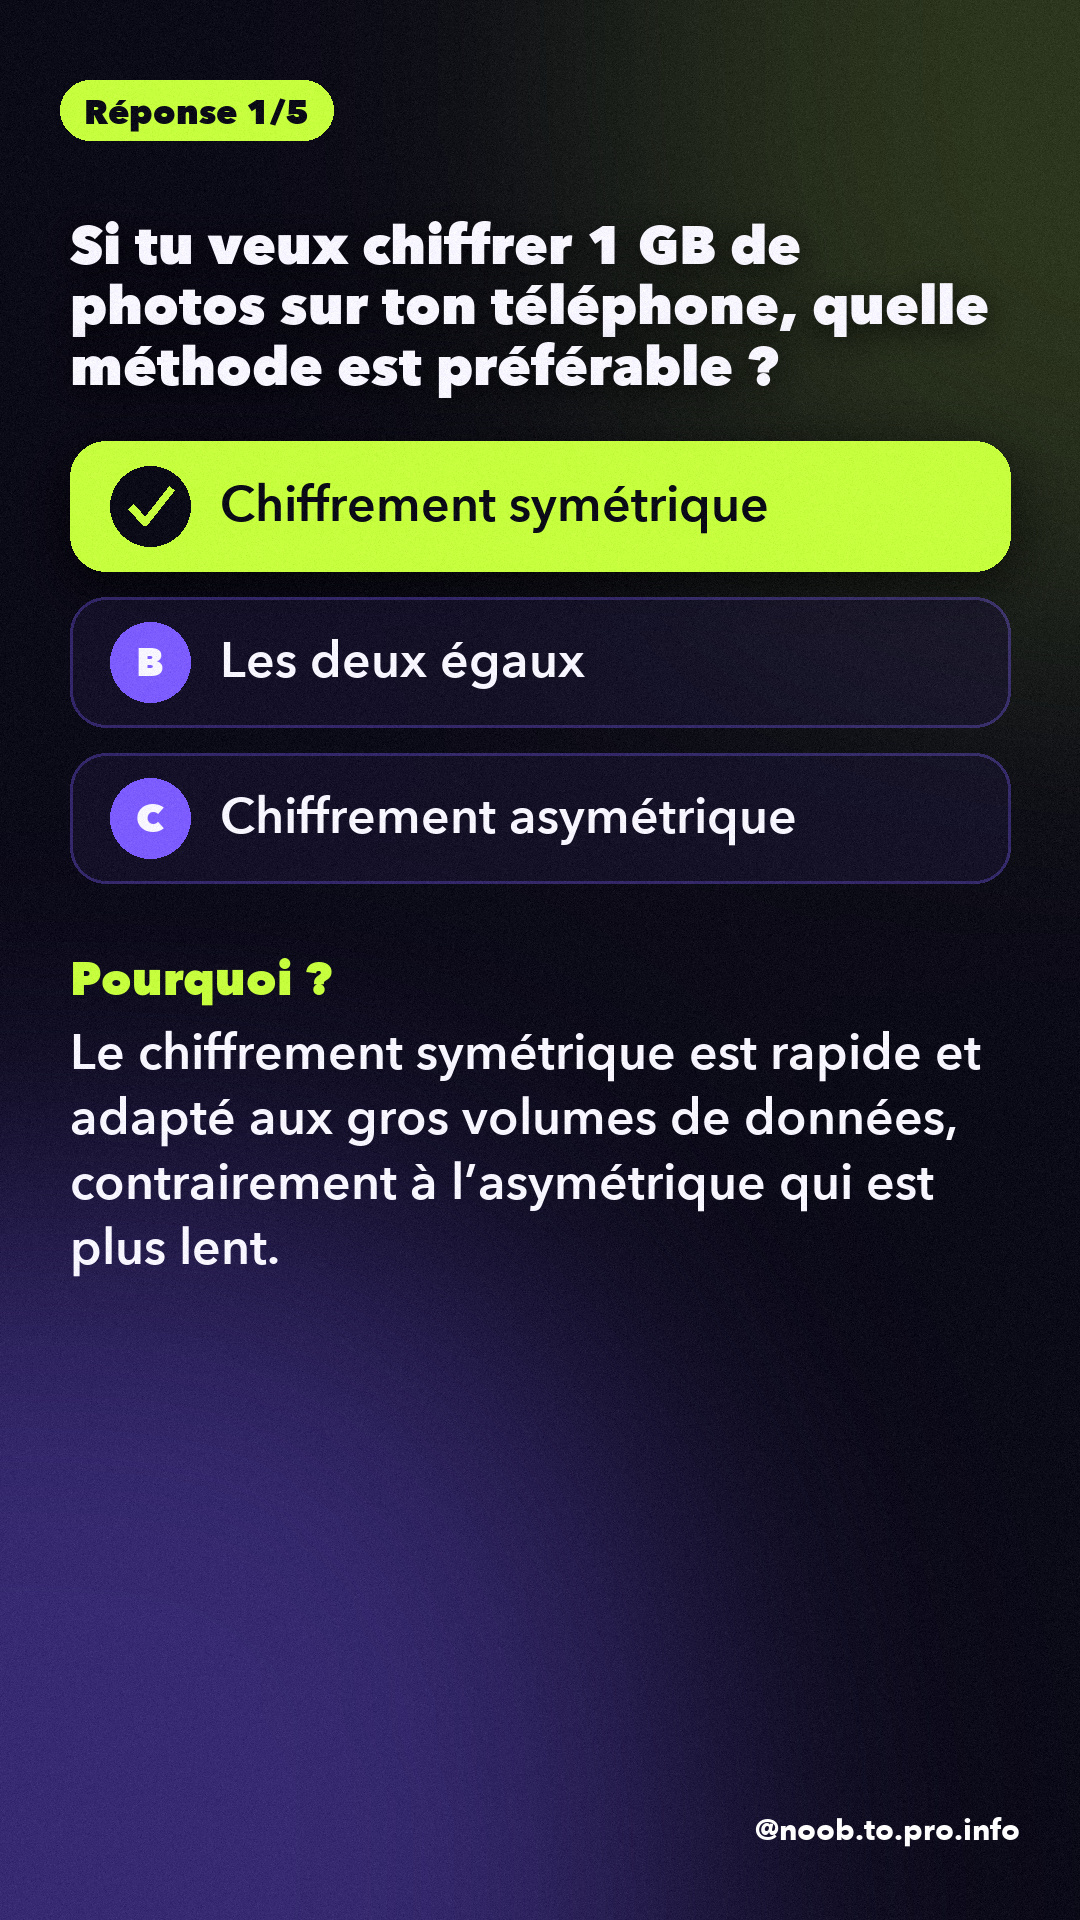 Réponse 1/5
Si tu veux chiffrer 1 GB de
photos sur ton téléphone, quelle
méthode est préférable ?
Chiffrement symétrique
B Les deux égaux
C Chiffrement asymétrique
Pourquoi ?
Le chiffrement symétrique est rapide et
adapté aux gros volumes de données,
contrairement à l’asymétrique qui est
plus lent.
@noob.to.pro.info